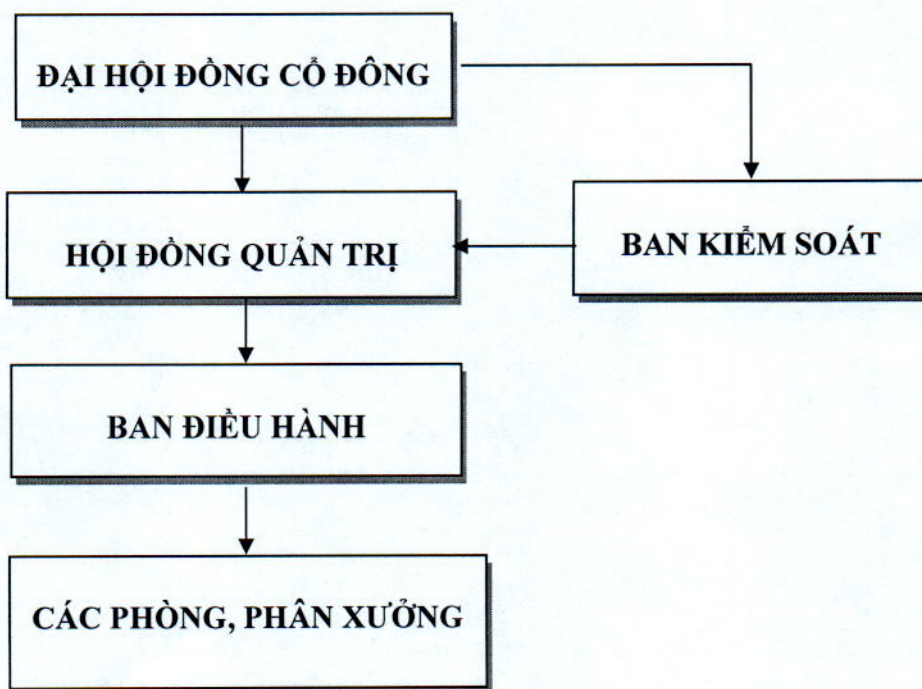 ĐẠI HỘI ĐỒNG CỔ ĐÔNG
HỘI ĐỒNG QUẢN TRỊ
BAN KIỂM SOÁT
BAN ĐIỀU HÀNH
CÁC PHÒNG, PHÂN XƯỞNG